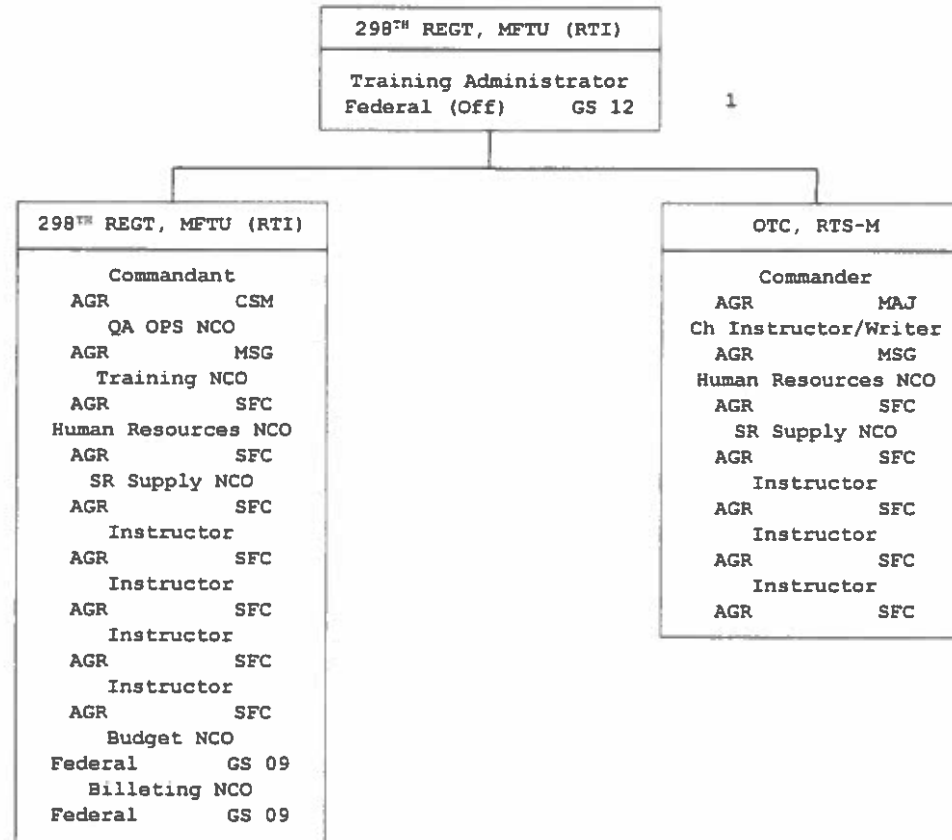 298TH REGT, MFTU (RTI)
Training Administrator
Federal (Off) GS 12
1
298TH REGT, MFTU (RTI)
Commandant
AGR CSM
QA OPS NCO
AGR MSG
Training NCO
AGR SFC
Human Resources NCO
AGR SFC
SR Supply NCO
AGR SFC
Instructor
AGR SFC
Instructor
AGR SFC
Instructor
AGR SFC
Instructor
AGR SFC
Budget NCO
Federal GS 09
Billeting NCO
Federal GS 09
OTC, RTS-M
Commander
AGR MAJ
Ch Instructor/Writer
AGR MSG
Human Resources NCO
AGR SFC
SR Supply NCO
AGR SFC
Instructor
AGR SFC
Instructor
AGR SFC
Instructor
AGR SFC